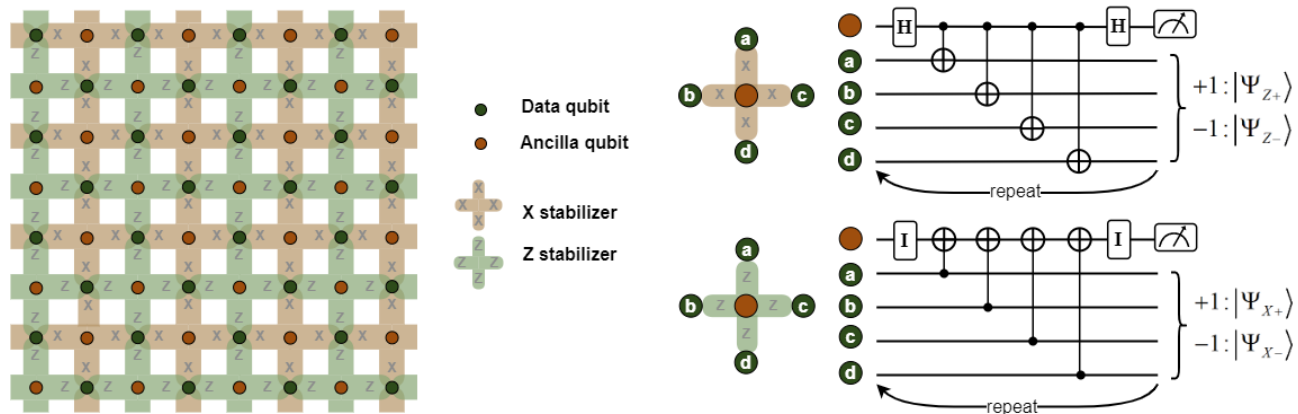 X X X X X X X
Z Z Z Z
X X X X
Z Z Z Z Z Z Z
X X X X
Z Z Z Z
X X X X X X X
Z Z Z Z
X X X X
Z Z Z Z Z Z Z
X X X X
Z Z Z Z
X X X X X X X
Z Z Z Z
X X X X
Z Z Z Z Z Z Z
X X X X
Z Z Z Z
X X X X X X X
Z Z Z Z
X X X X
Z Z Z Z Z Z Z
Data qubit
Ancilla qubit
X
X X
X
X stabilizer
Z
Z Z
Z
Z stabilizer
a
X
b X X c
X
d
H H
a
b
c
d
+1:|Ψ_{Z+}⟩
−1:|Ψ_{Z−}⟩
repeat
a
Z
b Z Z c
Z
d
I I
a
b
c
d
+1:|Ψ_{X+}⟩
−1:|Ψ_{X−}⟩
repeat